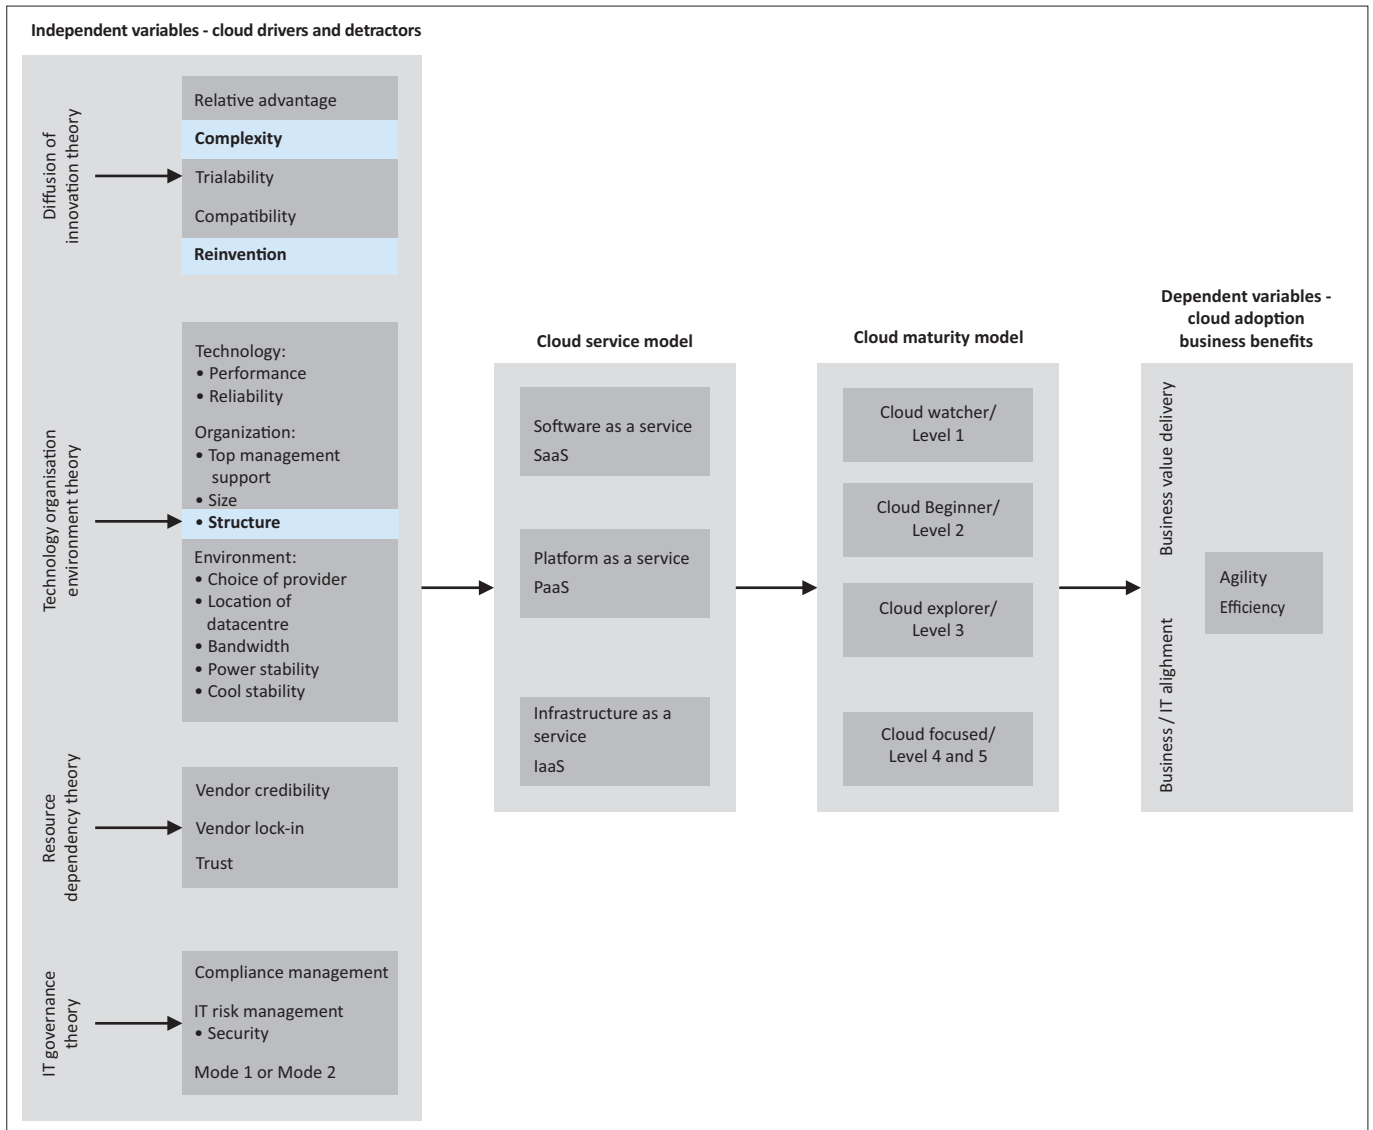 Independent variables - cloud drivers and detractors
Diffusion of
innovation theory
Relative advantage
Complexity
Trialability
Compatibility
Reinvention
Technology organisation
environment theory
Technology:
• Performance
• Reliability
Organization:
• Top management
support
• Size
• Structure
Environment:
• Choice of provider
• Location of
datacentre
• Bandwidth
• Power stability
• Cool stability
Resource
dependency theory
Vendor credibility
Vendor lock-in
Trust
IT governance
theory
Compliance management
IT risk management
• Security
Mode 1 or Mode 2
Cloud service model
Software as a service
SaaS
Platform as a service
PaaS
Infrastructure as a
service
IaaS
Cloud maturity model
Cloud watcher/
Level 1
Cloud Beginner/
Level 2
Cloud explorer/
Level 3
Cloud focused/
Level 4 and 5
Dependent variables -
cloud adoption
business benefits
Business value delivery
Business / IT alighment
Agility
Efficiency